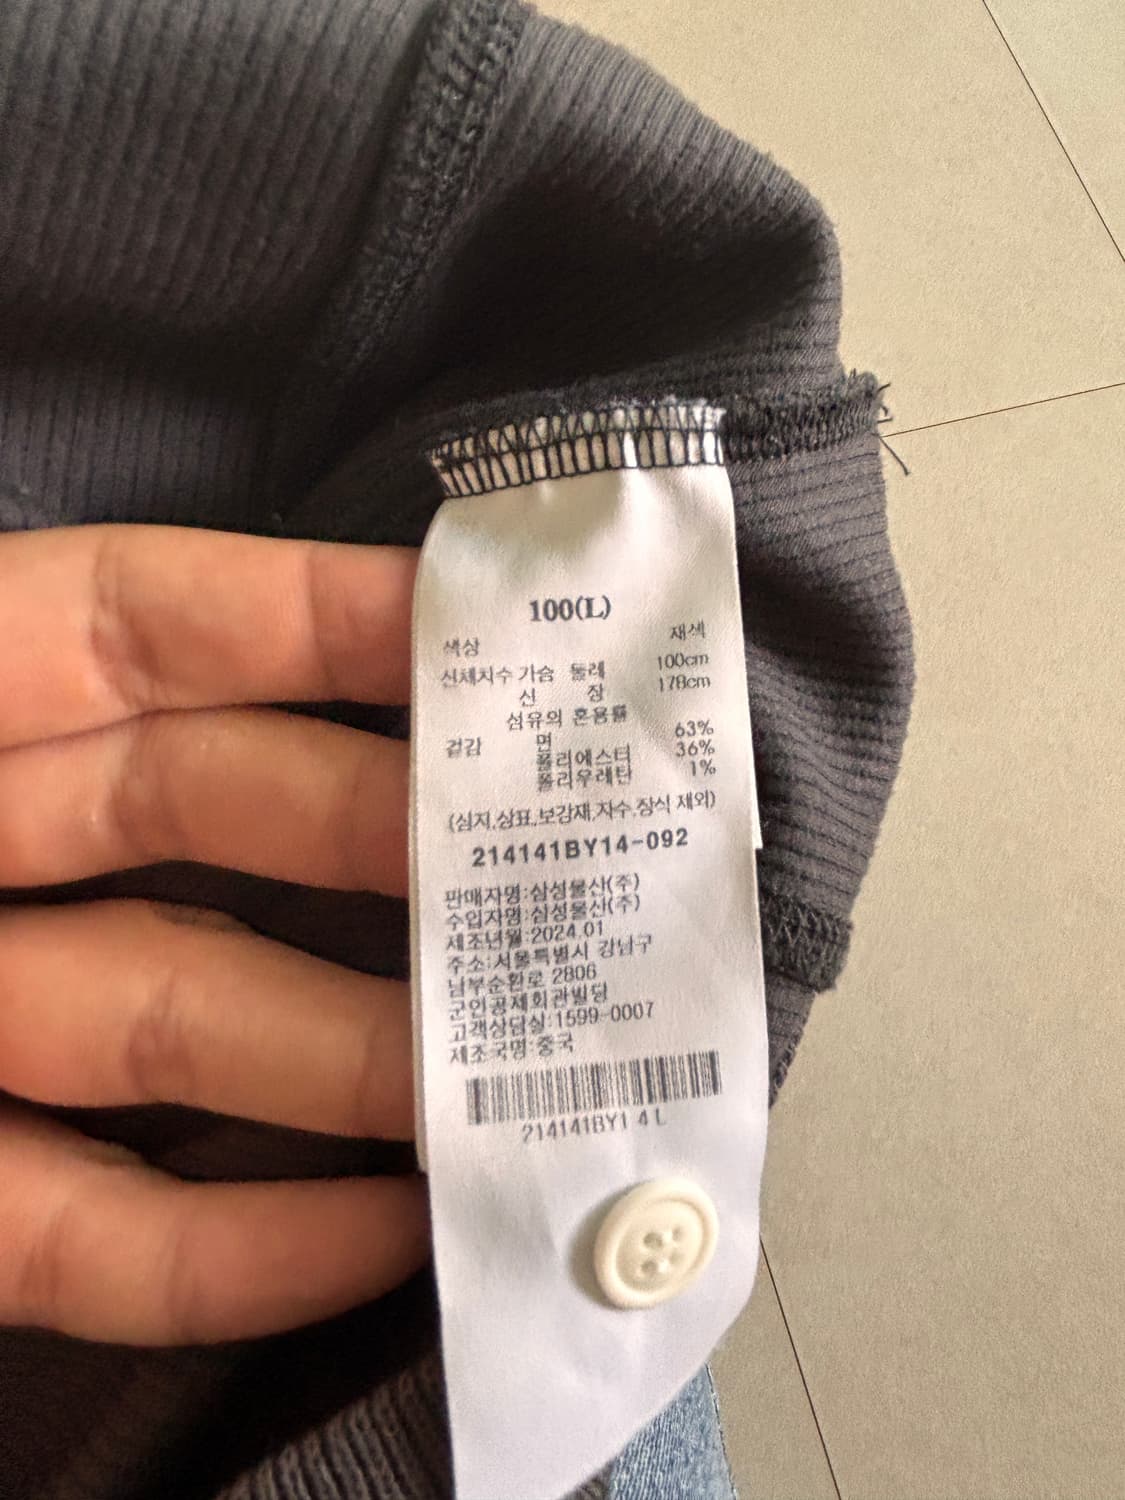 100(L)
색상 재색
신체치수 가슴 둘레 100cm
신 장 178cm
섬유의 혼용률
겉감 면 63%
폴리에스터 36%
폴리우레탄 1%
(심지,상표,보강재,자수,장식 제외)
214141BY14-092
판매자명:삼성물산(주)
수입자명:삼성물산(주)
제조년월:2024.01
주소:서울특별시 강남구
남부순환로 2806
군인공제회관빌딩
고객상담실:1599-0007
제조국명:중국
214141BY1 4 L